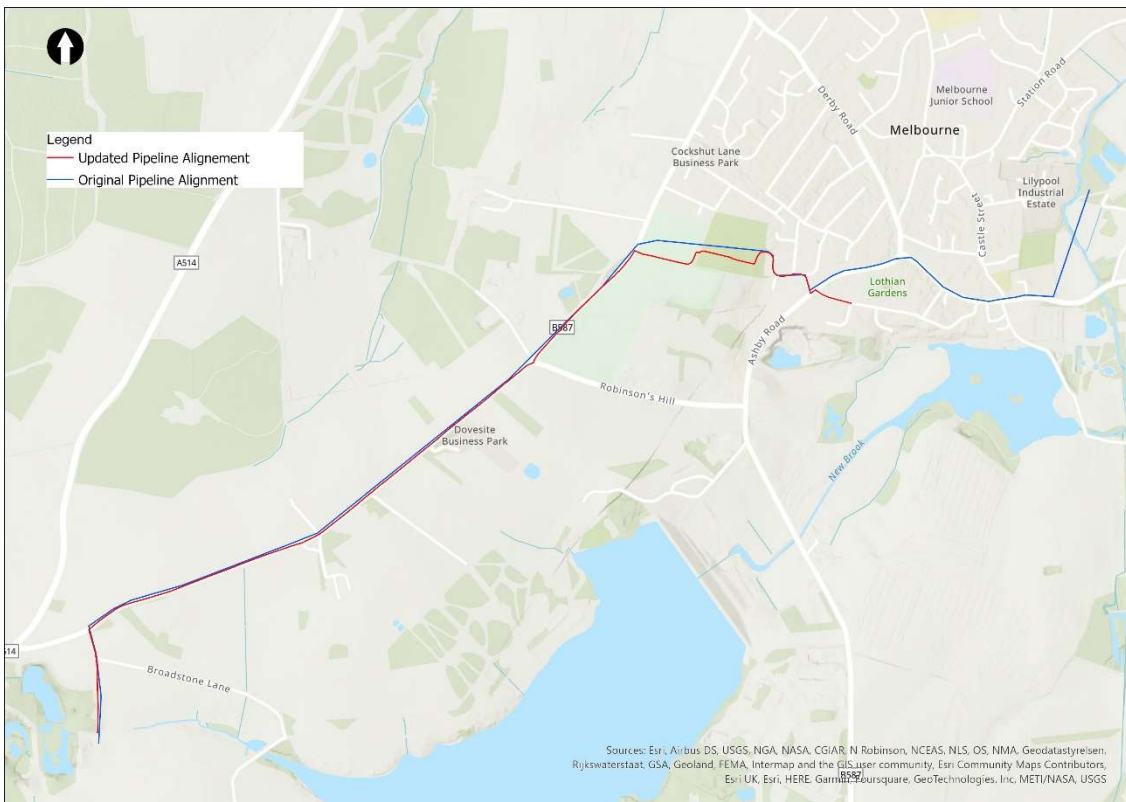 Legend
Updated Pipeline Alignement
Original Pipeline Alignment
Melbourne
Junior School
Station Road
Derby Road
Melbourne
Cockshut Lane
Business Park
Lilypool
Industrial
Estate
Castle Street
A514
Lothian
Gardens
B587
Ashby Road
Robinson's Hill
Dovesite
Business Park
New Brook
514
Broadstone Lane
Sources: Esri, Airbus DS, USGS, NGA, NASA, CGIAR, N Robinson, NCEAS, NLS, OS, NMA, Geodatastyrelsen,
Rijkswaterstaat, GSA, Geoland, FEMA, Intermap and the GIS user community, Esri Community Maps Contributors,
B587
Esri UK, Esri, HERE, Garmin, Foursquare, GeoTechnologies, Inc, METI/NASA, USGS